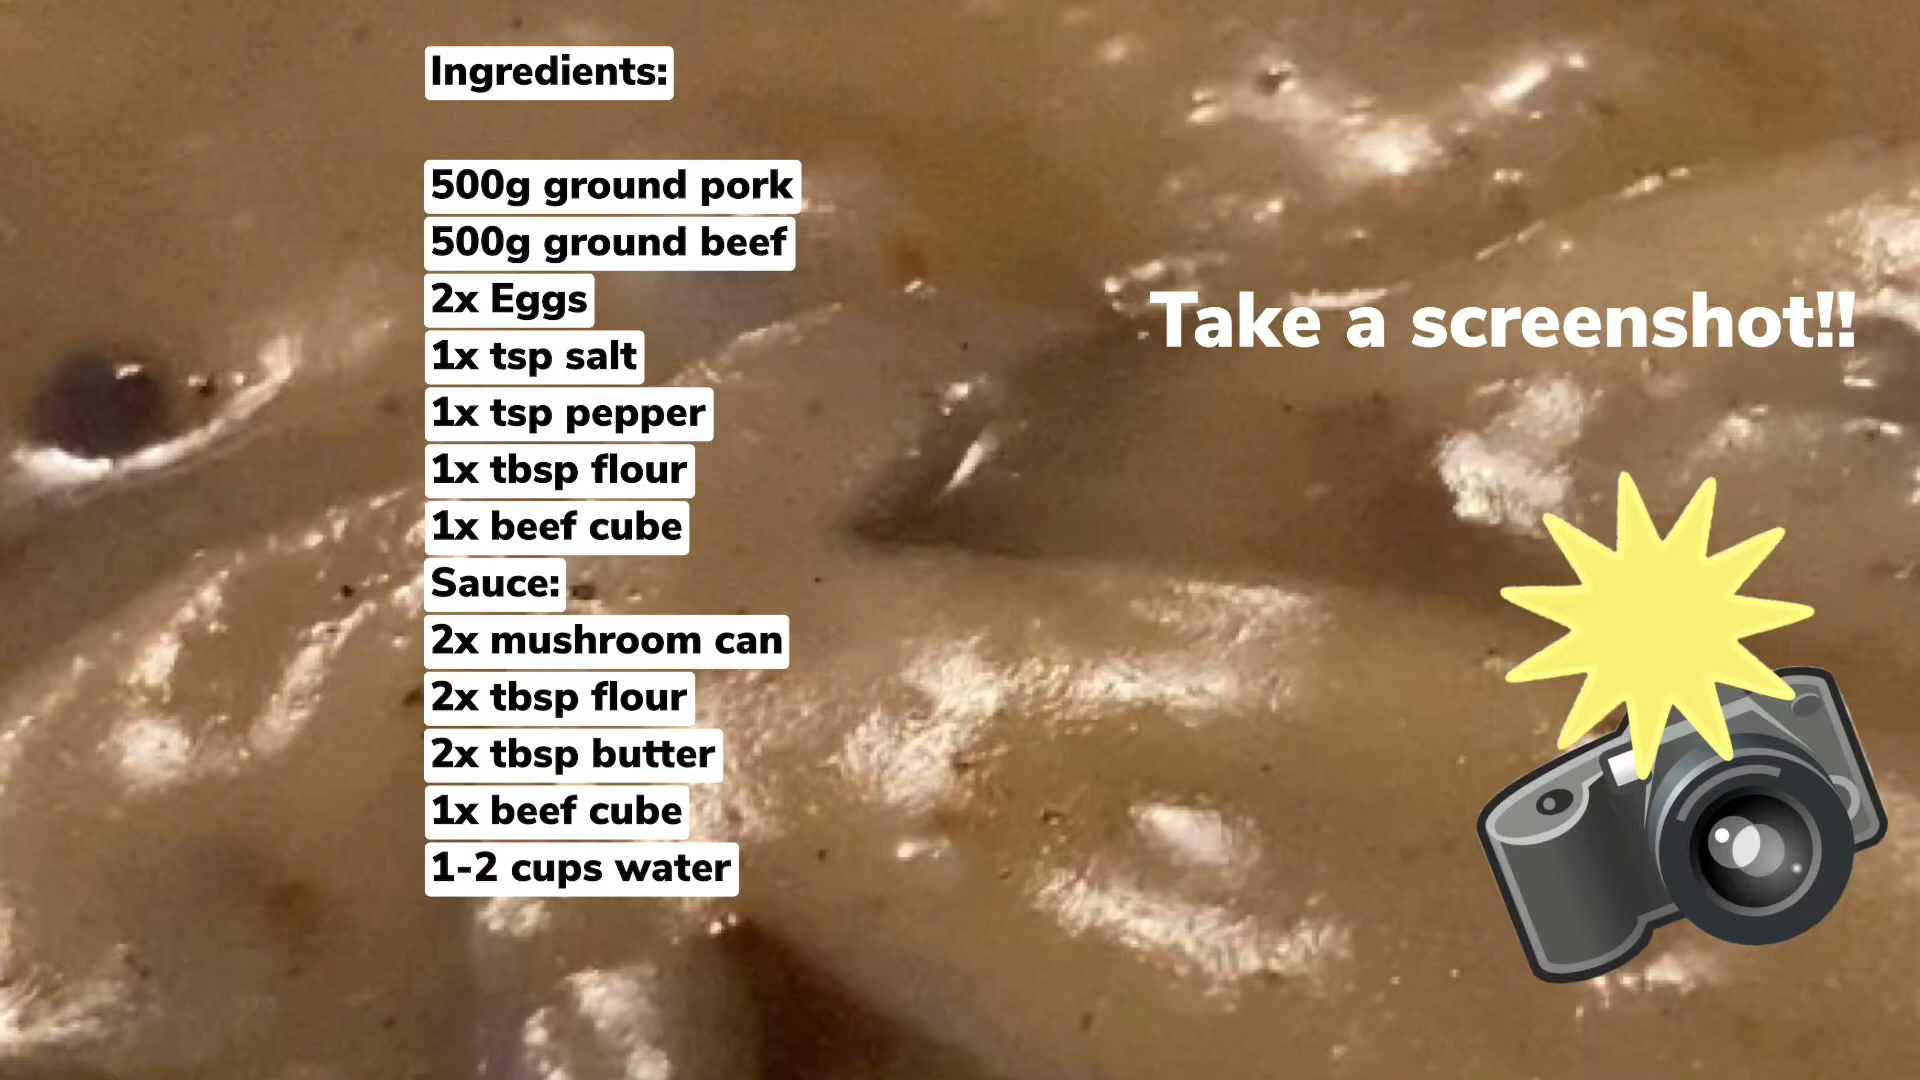 Ingredients:
500g ground pork
500g ground beef
2x Eggs
1x tsp salt
1x tsp pepper
1x tbsp flour
1x beef cube
Sauce:
2x mushroom can
2x tbsp flour
2x tbsp butter
1x beef cube
1-2 cups water
Take a screenshot!!